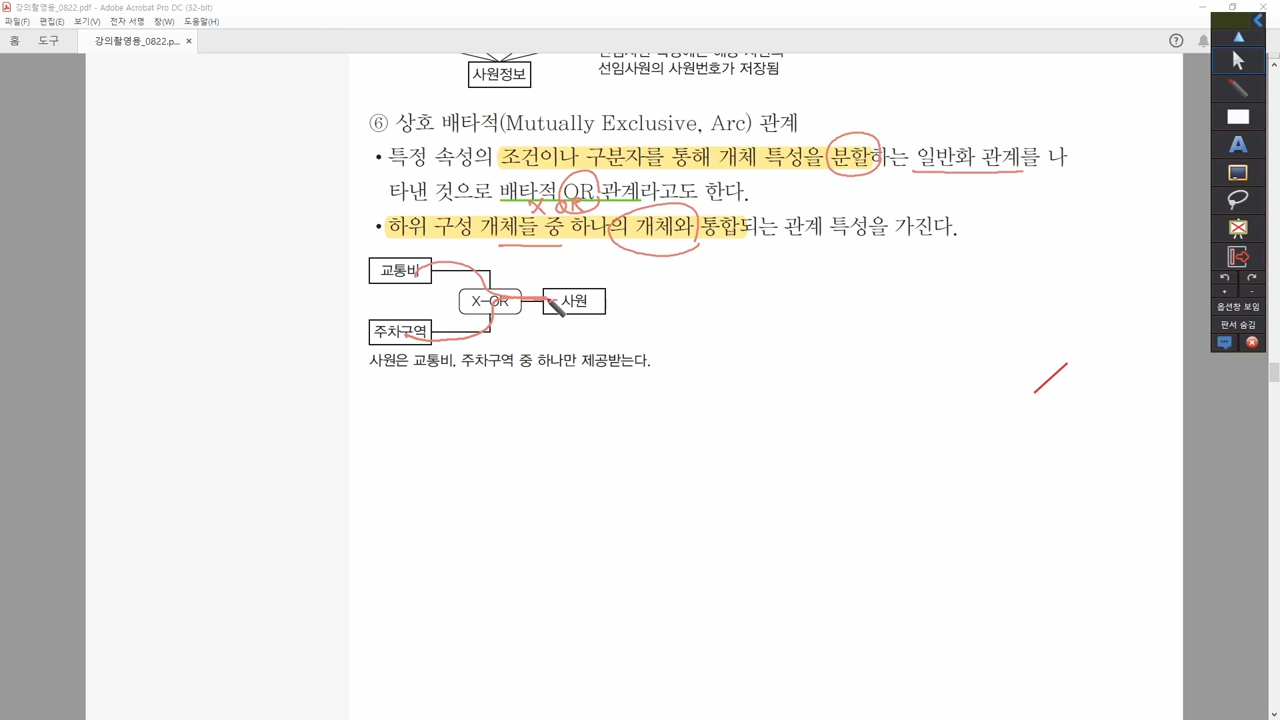 강의촬영용_0822.pdf - Adobe Acrobat Pro DC (32-bit)
파일(F) 편집(E) 보기(V) 전자 서명 창(W) 도움말(H)
홈 도구 강의촬영용_0822.p... ×
사원정보
선임사원의 사원번호가 저장됨
⑥ 상호 배타적(Mutually Exclusive, Arc) 관계
• 특정 속성의 조건이나 구분자를 통해 개체 특성을 분할하는 일반화 관계를 나
타낸 것으로 배타적 OR 관계라고도 한다.
X OR
• 하위 구성 개체들 중 하나의 개체와 통합되는 관계 특성을 가진다.
교통비
X-OR 사원
주차구역
사원은 교통비, 주차구역 중 하나만 제공받는다.
A
+ -
옵션창 보임
판서 숨김